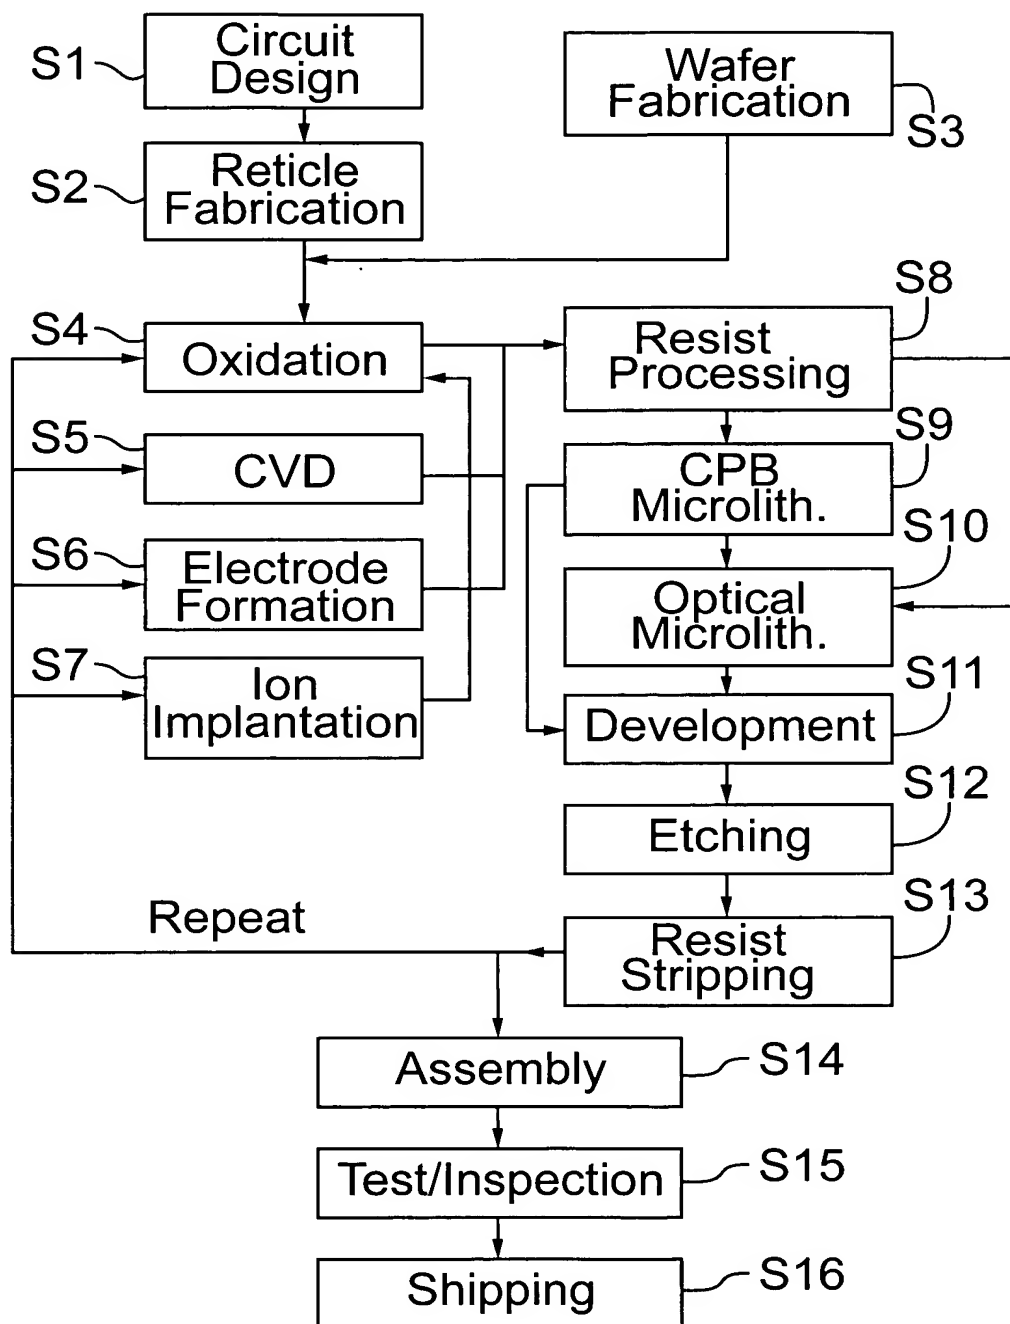 S1
Circuit
Design
Wafer
Fabrication
S3
S2
Reticle
Fabrication
S4
Oxidation
S8
Resist
Processing
S5
CVD
S9
CPB
Microlith.
S6
Electrode
Formation
S10
Optical
Microlith.
S7
Ion
Implantation
S11
Development
S12
Etching
S13
Resist
Stripping
Repeat
Assembly
S14
Test/Inspection
S15
Shipping
S16